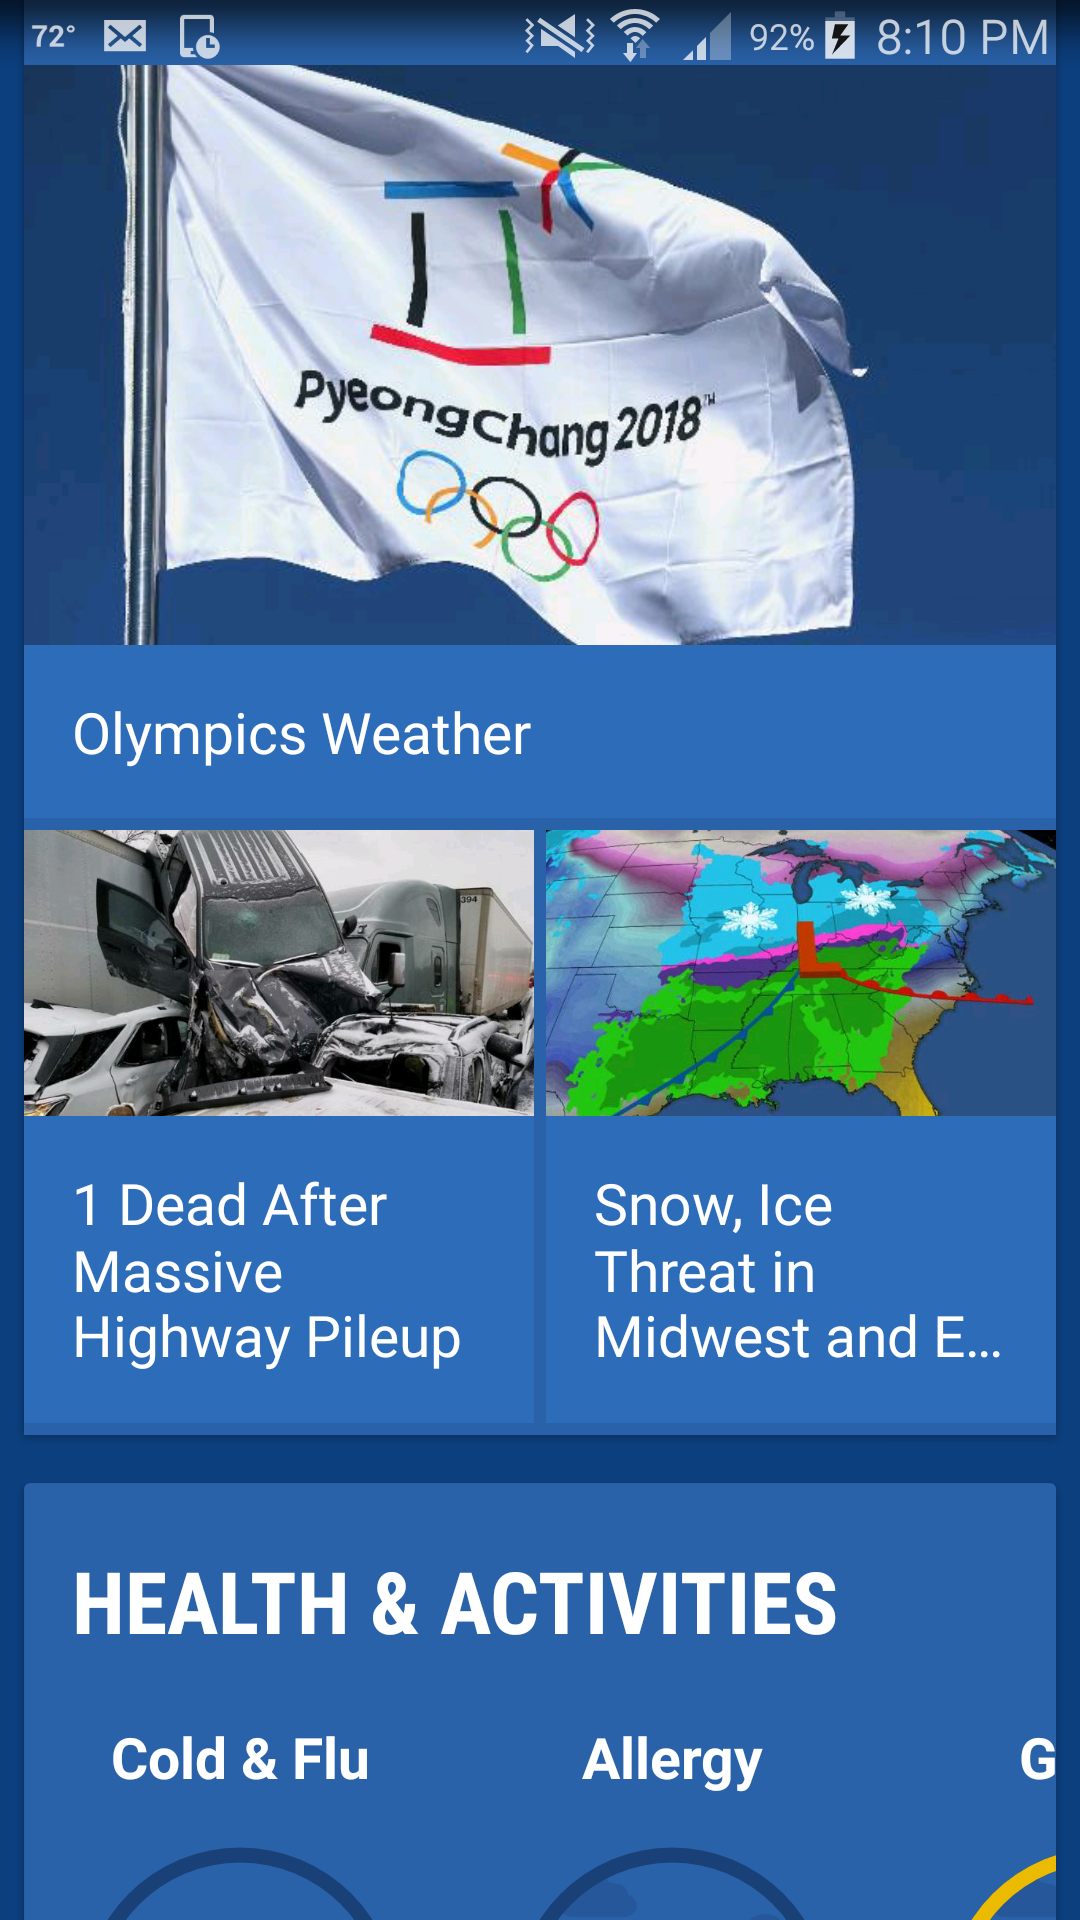 72° 92% 8:10 PM
PyeongChang 2018™
Olympics Weather
394
L
1 Dead After
Massive
Highway Pileup
Snow, Ice
Threat in
Midwest and E...
HEALTH & ACTIVITIES
Cold & Flu Allergy G